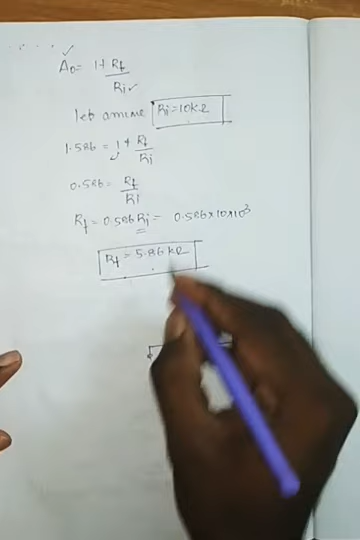 A₀ = 1 + Rf/Ri
let assume Ri = 10KΩ
1.586 = 1 + Rf/Ri
0.586 = Rf/Ri
Rf = 0.586 Ri = 0.586×10×10³
Rf = 5.86 KΩ